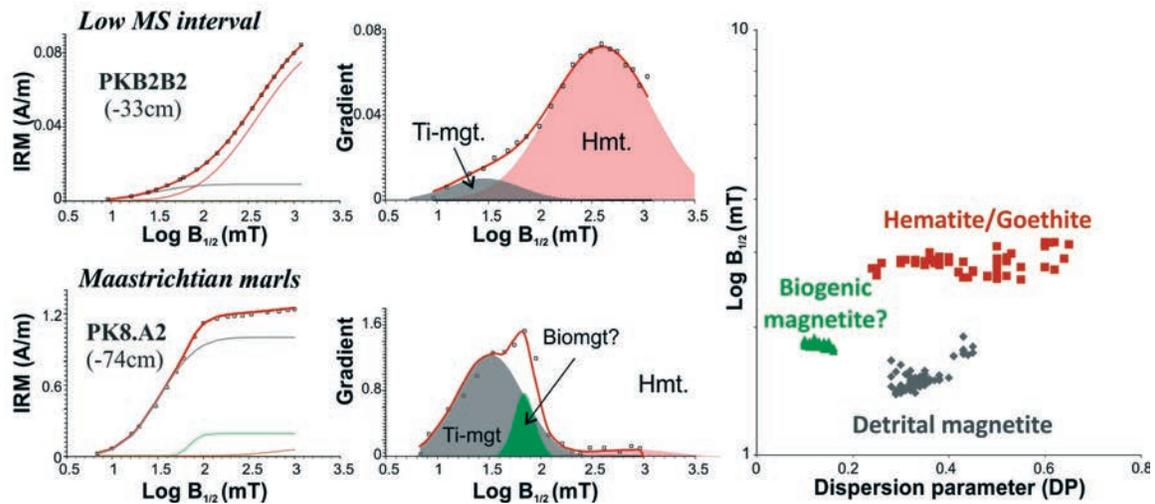 Low MS interval
IRM (A/m)
0.08
0.04
0
PKB2B2
(-33cm)
0.5 1 1.5 2 2.5 3 3.5
Log B1/2 (mT)
Gradient
0.08
0.04
0
Ti-mgt.
Hmt.
0.5 1 1.5 2 2.5 3 3.5
Log B1/2 (mT)
Maastrichtian marls
IRM (A/m)
1.2
0.6
0
PK8.A2
(-74cm)
0.5 1 1.5 2 2.5 3 3.5
Log B1/2 (mT)
Gradient
1.6
0.8
0
Biomgt?
Ti-mgt
Hmt.
0.5 1 1.5 2 2.5 3 3.5
Log B1/2 (mT)
Log B1/2 (mT)
10
1
Hematite/Goethite
Biogenic
magnetite?
Detrital magnetite
0 0.2 0.4 0.6 0.8
Dispersion parameter (DP)